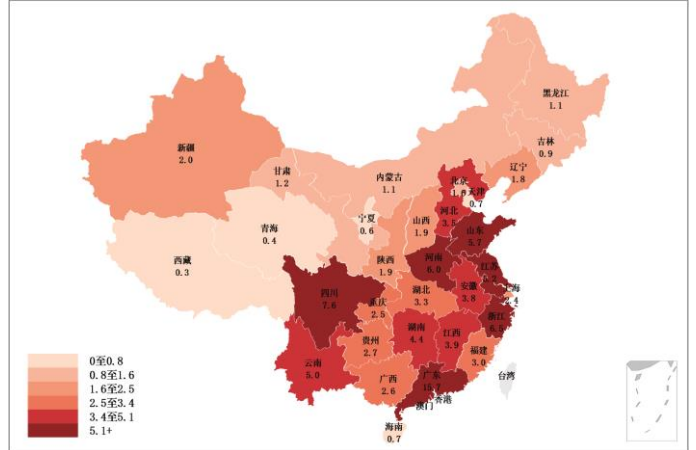 黑龙江
1.1
吉林
0.9
新疆
2.0
辽宁
1.8
甘肃
1.2
内蒙古
1.1
北京
天津
0.7
宁夏
0.6
河北
3.5
山西
1.9
青海
0.4
山东
5.7
西藏
0.3
陕西
1.9
河南
6.0
江苏
安徽
3.8
上海
四川
7.6
湖北
3.3
重庆
2.5
浙江
6.5
湖南
4.4
江西
3.9
贵州
2.7
福建
3.0
云南
5.0
广西
2.6
广东
台湾
香港
澳门
海南
0.7
0至0.8
0.8至1.6
1.6至2.5
2.5至3.4
3.4至5.1
5.1+